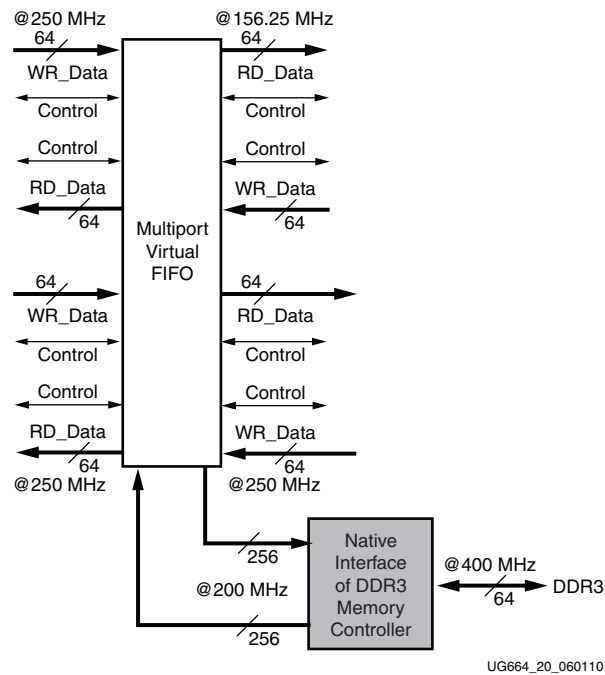 @250 MHz
64
WR_Data
Control
Control
RD_Data
64
64
WR_Data
Control
Control
RD_Data
64
@250 MHz
Multiport
Virtual
FIFO
@156.25 MHz
64
RD_Data
Control
Control
WR_Data
64
64
RD_Data
Control
Control
WR_Data
64
@250 MHz
256
@200 MHz
256
Native
Interface
of DDR3
Memory
Controller
@400 MHz
64
DDR3
UG664_20_060110